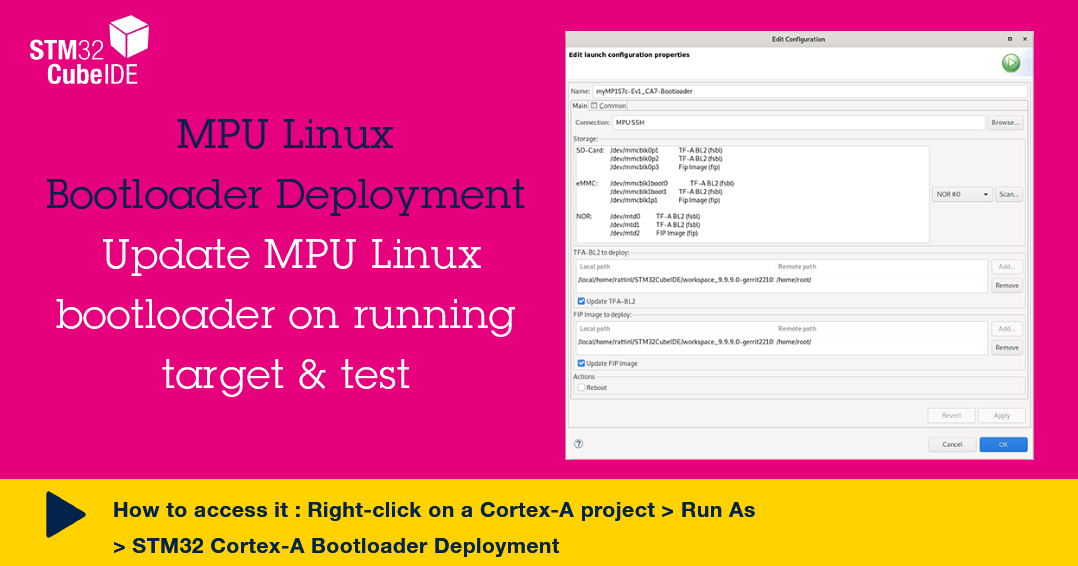 STM32
CubeIDE
MPU Linux
Bootloader Deployment
Update MPU Linux
bootloader on running
target & test
Edit Configuration
Edit launch configuration properties
Name: myMP157c-Ev1_CA7-Bootloader
Main Common
Connection: MPU SSH Browse...
Storage:
SD-Card: /dev/mmcblk0p1 TF-A BL2 (fsbl)
/dev/mmcblk0p2 TF-A BL2 (fsbl)
/dev/mmcblk0p3 Fip Image (fip)
eMMC: /dev/mmcblk1boot0 TF-A BL2 (fsbl)
/dev/mmcblk1boot1 TF-A BL2 (fsbl)
/dev/mmcblk1p1 Fip Image (fip)
NOR #0 Scan...
NOR: /dev/mtd0 TF-A BL2 (fsbl)
/dev/mtd1 TF-A BL2 (fsbl)
/dev/mtd2 FIP Image (fip)
TFA-BL2 to deploy:
Local path Remote path Add...
/local/home/rattinl/STM32CubeIDE/workspace_9.9.9.0-gerrit2210 /home/root/
Remove
Update TFA-BL2
FIP Image to deploy:
Local path Remote path Add...
/local/home/rattinl/STM32CubeIDE/workspace_9.9.9.0-gerrit2210 /home/root/
Remove
Update FIP Image
Actions
Reboot
Revert Apply
Cancel OK
How to access it : Right-click on a Cortex-A project > Run As
> STM32 Cortex-A Bootloader Deployment